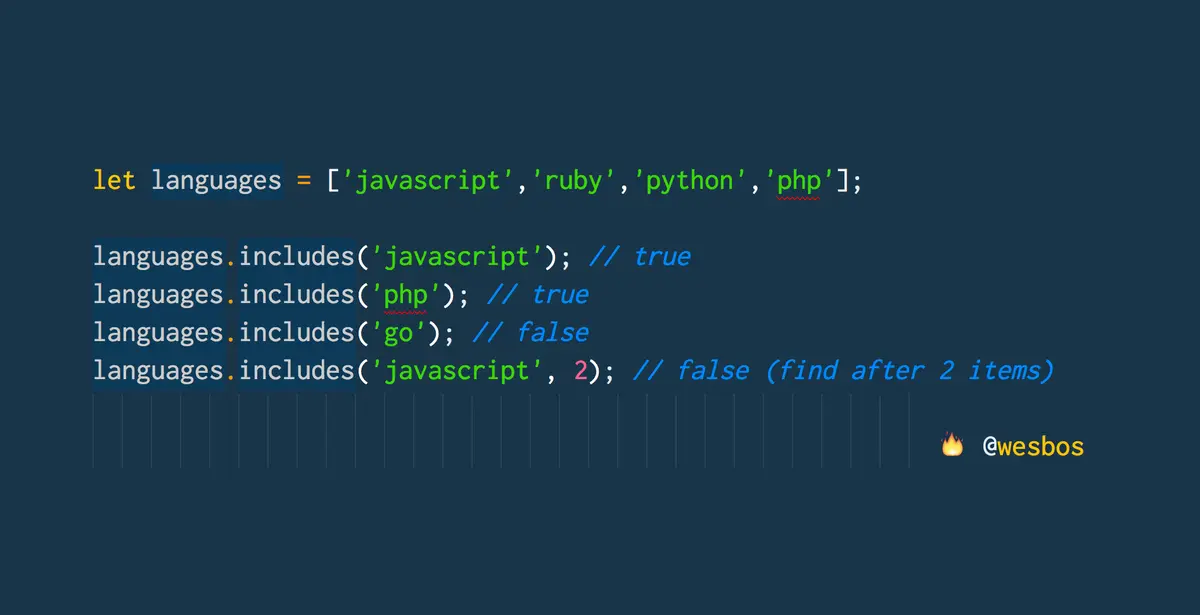 let languages = ['javascript','ruby','python','php'];
languages.includes('javascript'); // true
languages.includes('php'); // true
languages.includes('go'); // false
languages.includes('javascript', 2); // false (find after 2 items)
🔥 @wesbos